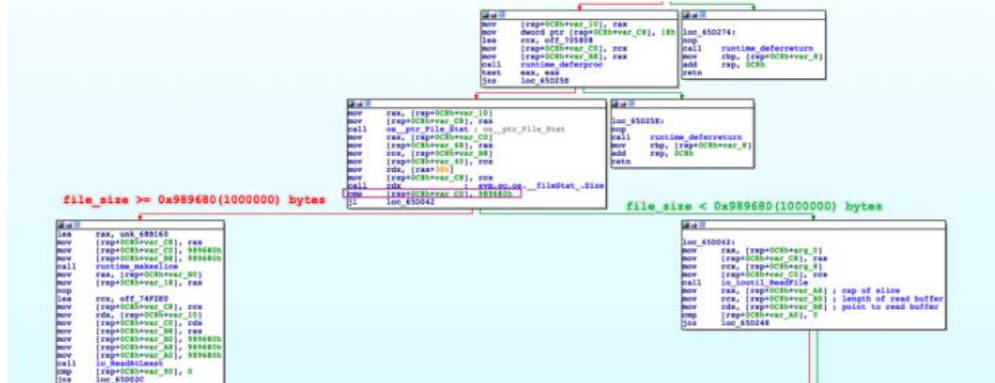 mov [rsp+0C8h+var_10], rax
mov dword ptr [rsp+0C8h+var_C8], 18h
lea rcx, off_705808
mov [rsp+0C8h+var_C0], rcx
mov [rsp+0C8h+var_B8], rax
call runtime_deferproc
test eax, eax
jnz loc_65D25E
loc_65D274:
nop
call runtime_deferreturn
mov rbp, [rsp+0C8h+var_8]
add rsp, 0C8h
retn
mov rax, [rsp+0C8h+var_10]
mov [rsp+0C8h+var_C8], rax
call os__ptr_File_Stat ; os__ptr_File_Stat
mov rax, [rsp+0C8h+var_C0]
mov [rsp+0C8h+var_68], rax
mov rcx, [rsp+0C8h+var_B8]
mov [rsp+0C8h+var_40], rcx
mov rdx, [rax+38h]
mov [rsp+0C8h+var_C8], rcx
call rdx
cmp [rsp+0C8h+var_C0], 989680h
jl loc_65D042
loc_65D25E:
nop
call runtime_deferreturn
mov rbp, [rsp+0C8h+var_8]
add rsp, 0C8h
retn
file_size >= 0x989680(1000000) bytes
file_size < 0x989680(1000000) bytes
lea rax, unk_68B160
mov [rsp+0C8h+var_C8], rax
mov [rsp+0C8h+var_C0], 989680h
mov [rsp+0C8h+var_B8], 989680h
call runtime_makeslice
mov rax, [rsp+0C8h+var_B0]
mov [rsp+0C8h+var_18], rax
nop
lea rcx, off_74F2E0
mov [rsp+0C8h+var_C8], rcx
mov rdx, [rsp+0C8h+var_10]
mov [rsp+0C8h+var_C0], rdx
mov [rsp+0C8h+var_B8], rax
mov [rsp+0C8h+var_B0], 989680h
mov [rsp+0C8h+var_A8], 989680h
mov [rsp+0C8h+var_A0], 989680h
call io_ReadAtLeast
cmp [rsp+0C8h+var_90], 0
jnz loc_65D02C
loc_65D042:
mov rax, [rsp+0C8h+arg_0]
mov [rsp+0C8h+var_C8], rax
mov rcx, [rsp+0C8h+arg_8]
mov [rsp+0C8h+var_C0], rcx
call io_ioutil_ReadFile
mov rax, [rsp+0C8h+var_A8] ; cap of slice
mov rcx, [rsp+0C8h+var_B0] ; length of read buffer
mov rdx, [rsp+0C8h+var_B8] ; point to read buffer
cmp [rsp+0C8h+var_A0], 0
jnz loc_65D248